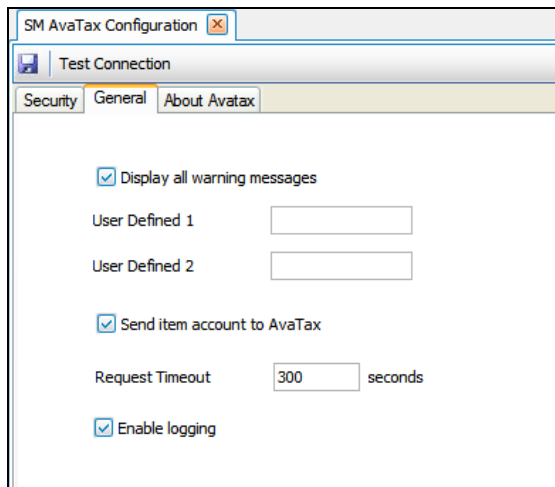 SM AvaTax Configuration
Test Connection
Security General About Avatax
Display all warning messages
User Defined 1
User Defined 2
Send item account to AvaTax
Request Timeout 300 seconds
Enable logging